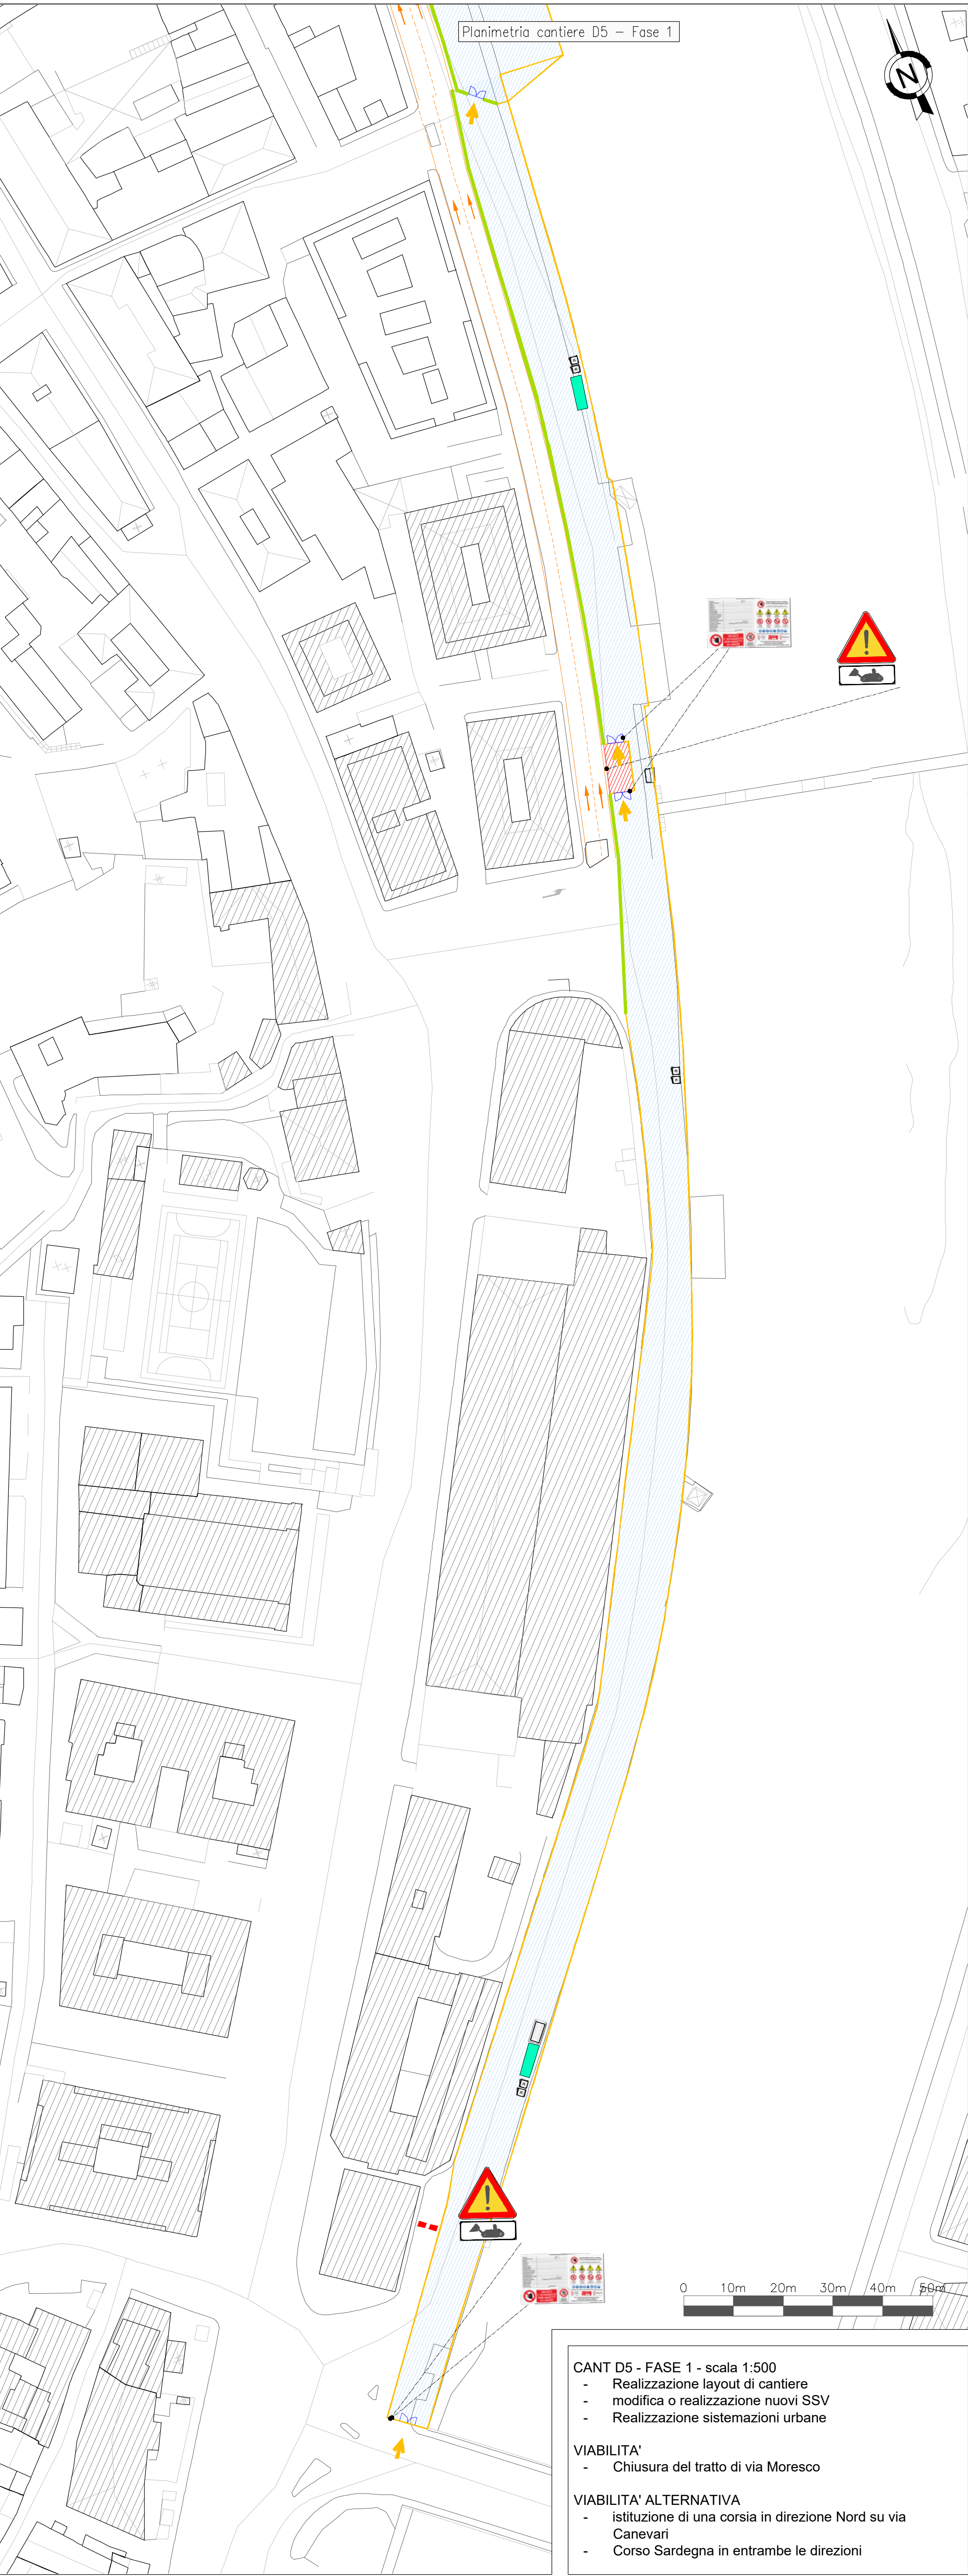 Planimetria cantiere D5 - Fase 1
N
0 10m 20m 30m 40m 50m
CANT D5 - FASE 1 - scala 1:500
- Realizzazione layout di cantiere
- modifica o realizzazione nuovi SSV
- Realizzazione sistemazioni urbane
VIABILITA'
- Chiusura del tratto di via Moresco
VIABILITA' ALTERNATIVA
- istituzione di una corsia in direzione Nord su via
Canevari
- Corso Sardegna in entrambe le direzioni